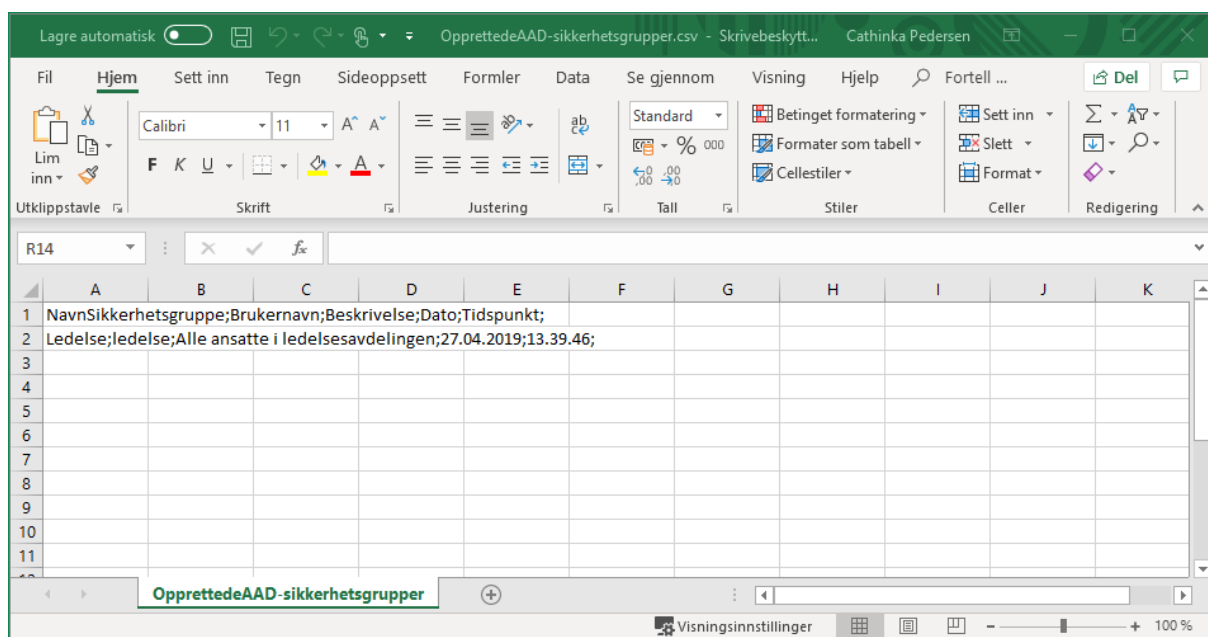 Lagre automatisk OpprettedeAAD-sikkerhetsgrupper.csv - Skrivebeskytt... Cathinka Pedersen
Fil Hjem Sett inn Tegn Sideoppsett Formler Data Se gjennom Visning Hjelp Fortell ... Del
Calibri 11 A A ab Standard Betinget formatering Sett inn
Lim inn F K U A % 000 Formater som tabell Slett
,00 ,00 Cellestiler Format
Utklippstavle Skrift Justering Tall Stiler Celler Redigering
R14 fx
A B C D E F G H I J K
1 NavnSikkerhetsgruppe;Brukernavn;Beskrivelse;Dato;Tidspunkt;
2 Ledelse;ledelse;Alle ansatte i ledelsesavdelingen;27.04.2019;13.39.46;
3
4
5
6
7
8
9
10
11
OpprettedeAAD-sikkerhetsgrupper
Visningsinnstillinger 100 %